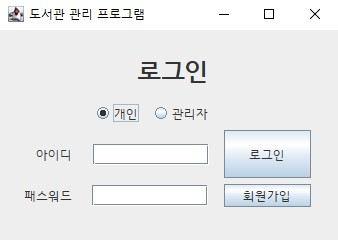 도서관 관리 프로그램
로그인
개인 관리자
아이디 로그인
패스워드 회원가입